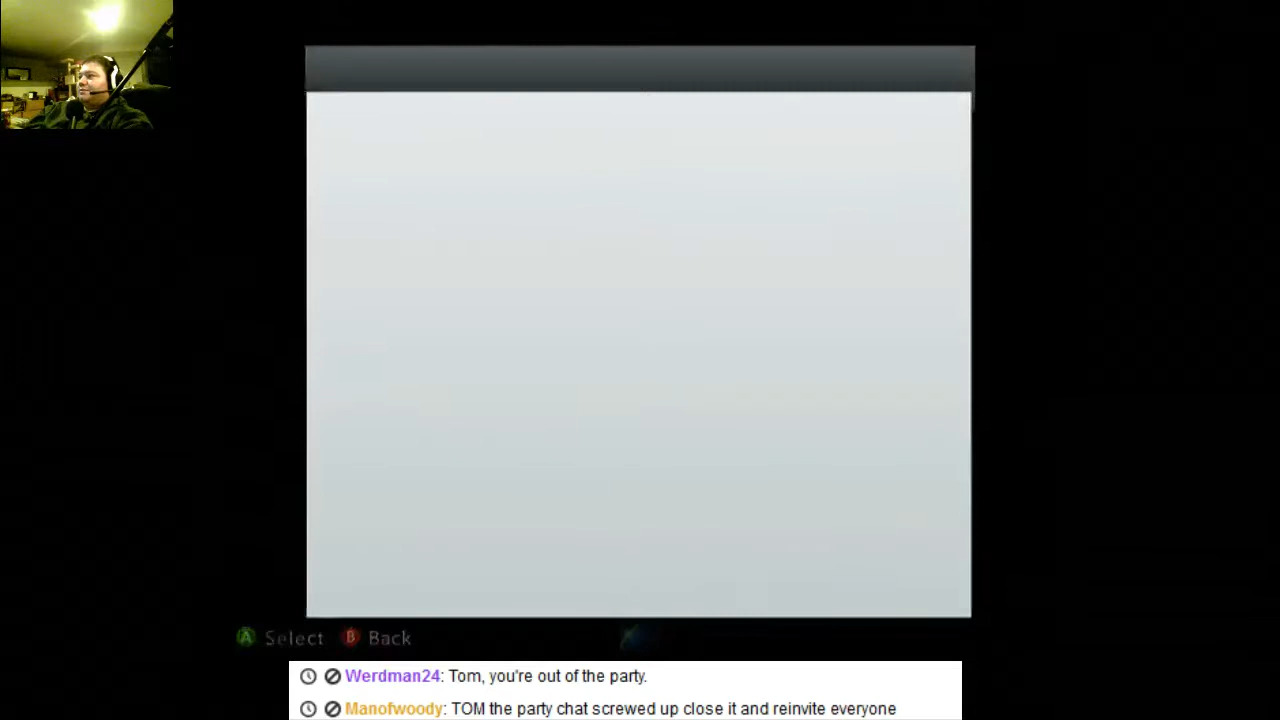 A Select B Back
Werdman24: Tom, you're out of the party.
Manofwoody: TOM the party chat screwed up close it and reinvite everyone